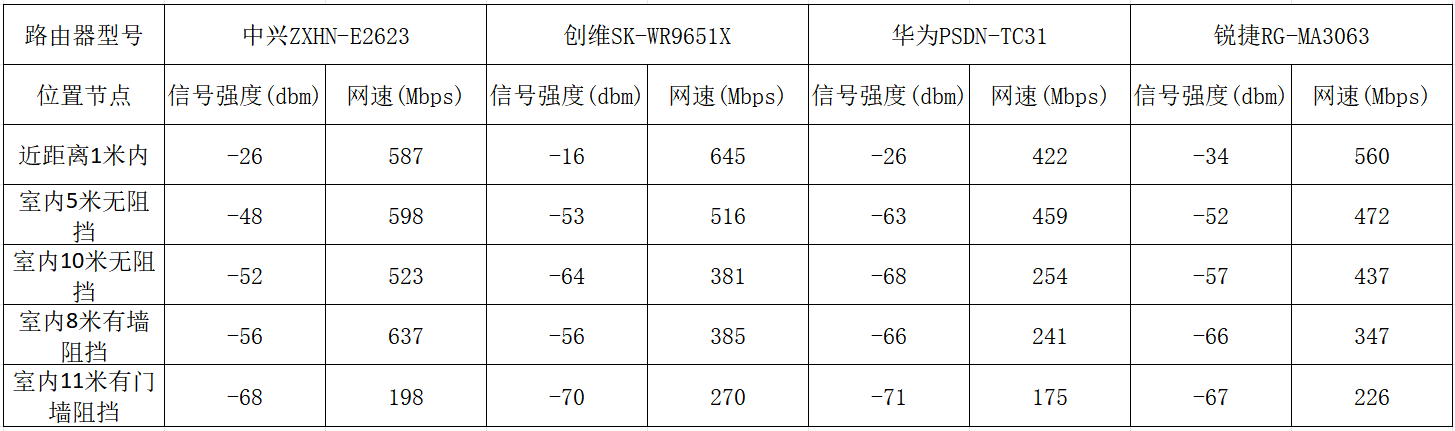 路由器型号 中兴ZXHN-E2623 创维SK-WR9651X 华为PSDN-TC31 锐捷RG-MA3063
位置节点 信号强度(dbm) 网速(Mbps) 信号强度(dbm) 网速(Mbps) 信号强度(dbm) 网速(Mbps) 信号强度(dbm) 网速(Mbps)
近距离1米内 -26 587 -16 645 -26 422 -34 560
室内5米无阻
挡 -48 598 -53 516 -63 459 -52 472
室内10米无阻
挡 -52 523 -64 381 -68 254 -57 437
室内8米有墙
阻挡 -56 637 -56 385 -66 241 -66 347
室内11米有门
墙阻挡 -68 198 -70 270 -71 175 -67 226